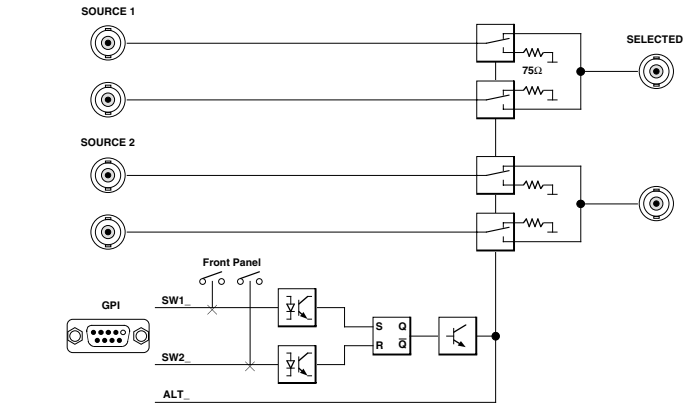 SOURCE 1
SELECTED
75Ω
SOURCE 2
Front Panel
GPI
SW1_
S Q
R Q̅
SW2_
ALT_